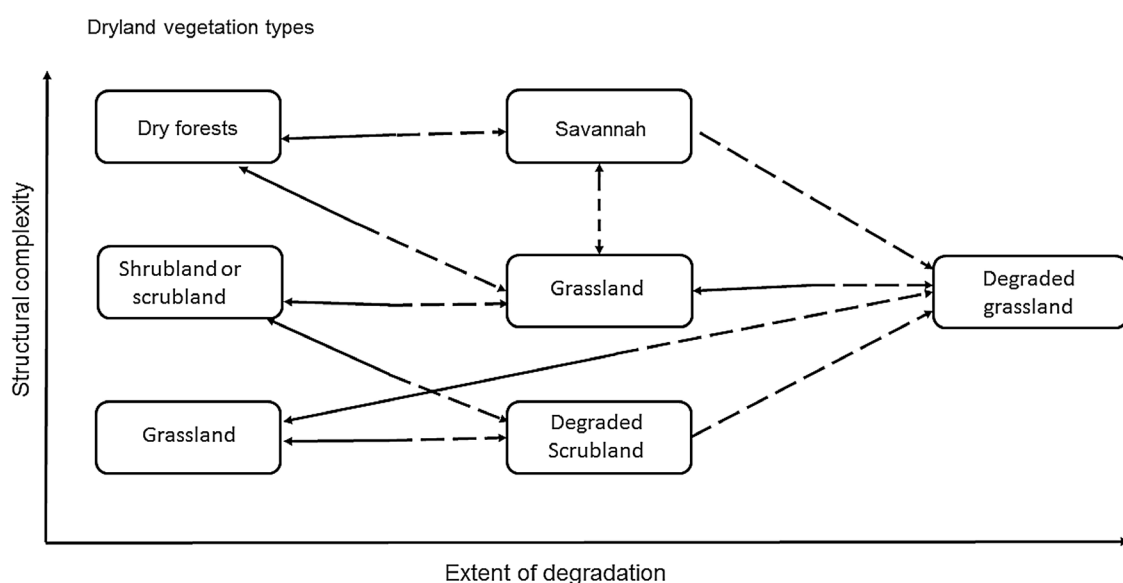 Dryland vegetation types
Structural complexity
Dry forests
Savannah
Shrubland or
scrubland
Grassland
Degraded
grassland
Grassland
Degraded
Scrubland
Extent of degradation